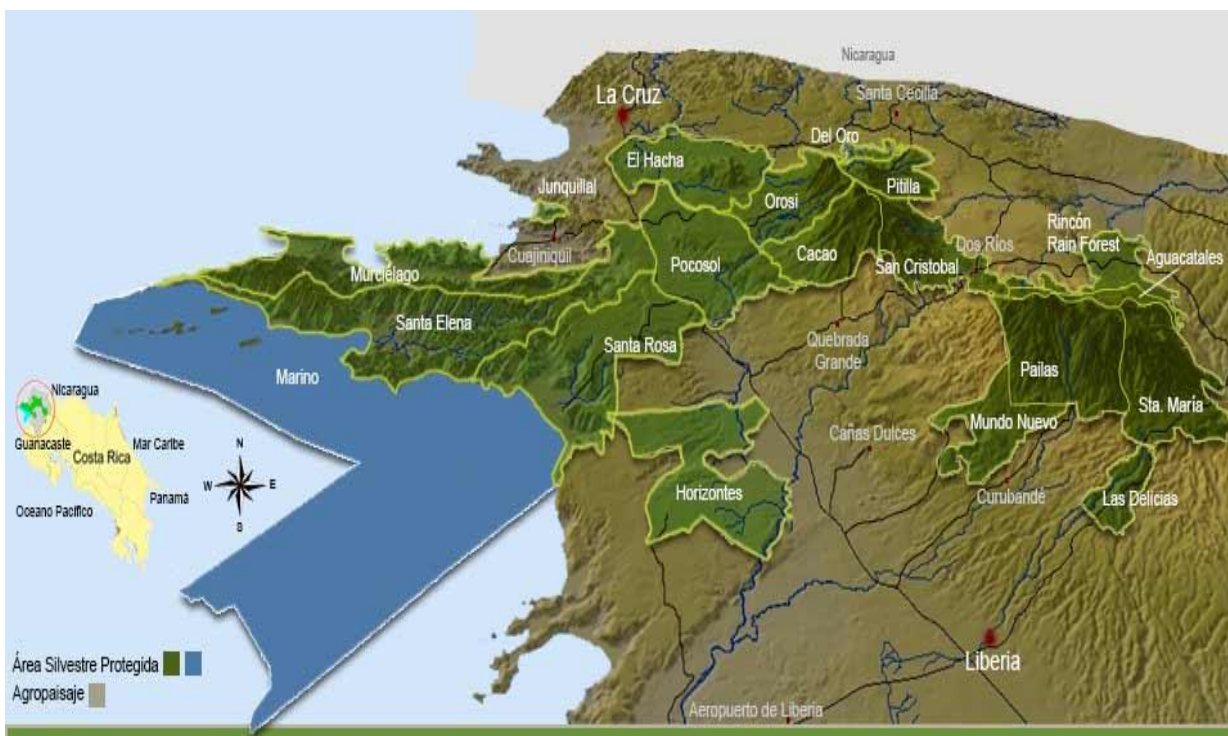 Nicaragua
La Cruz
Santa Cecilia
Del Oro
El Hacha
Junquillal
Pitilla
Orosi
Rincón
Rain Forest
Cuajiniquil
Dos Ríos
Murciélago
Pocosol
Cacao
San Cristobal
Aguacatales
Santa Elena
Santa Rosa
Quebrada
Grande
Marino
Pailas
Nicaragua
Sta. María
Mundo Nuevo
Guanacaste
Mar Caribe
Costa Rica
Cañas Dulces
N
W
E
S
Panamá
Oceano Pacífico
Horizontes
Curubandé
Las Delicias
Área Silvestre Protegida
Agropaisaje
Liberia
Aeropuerto de Liberia